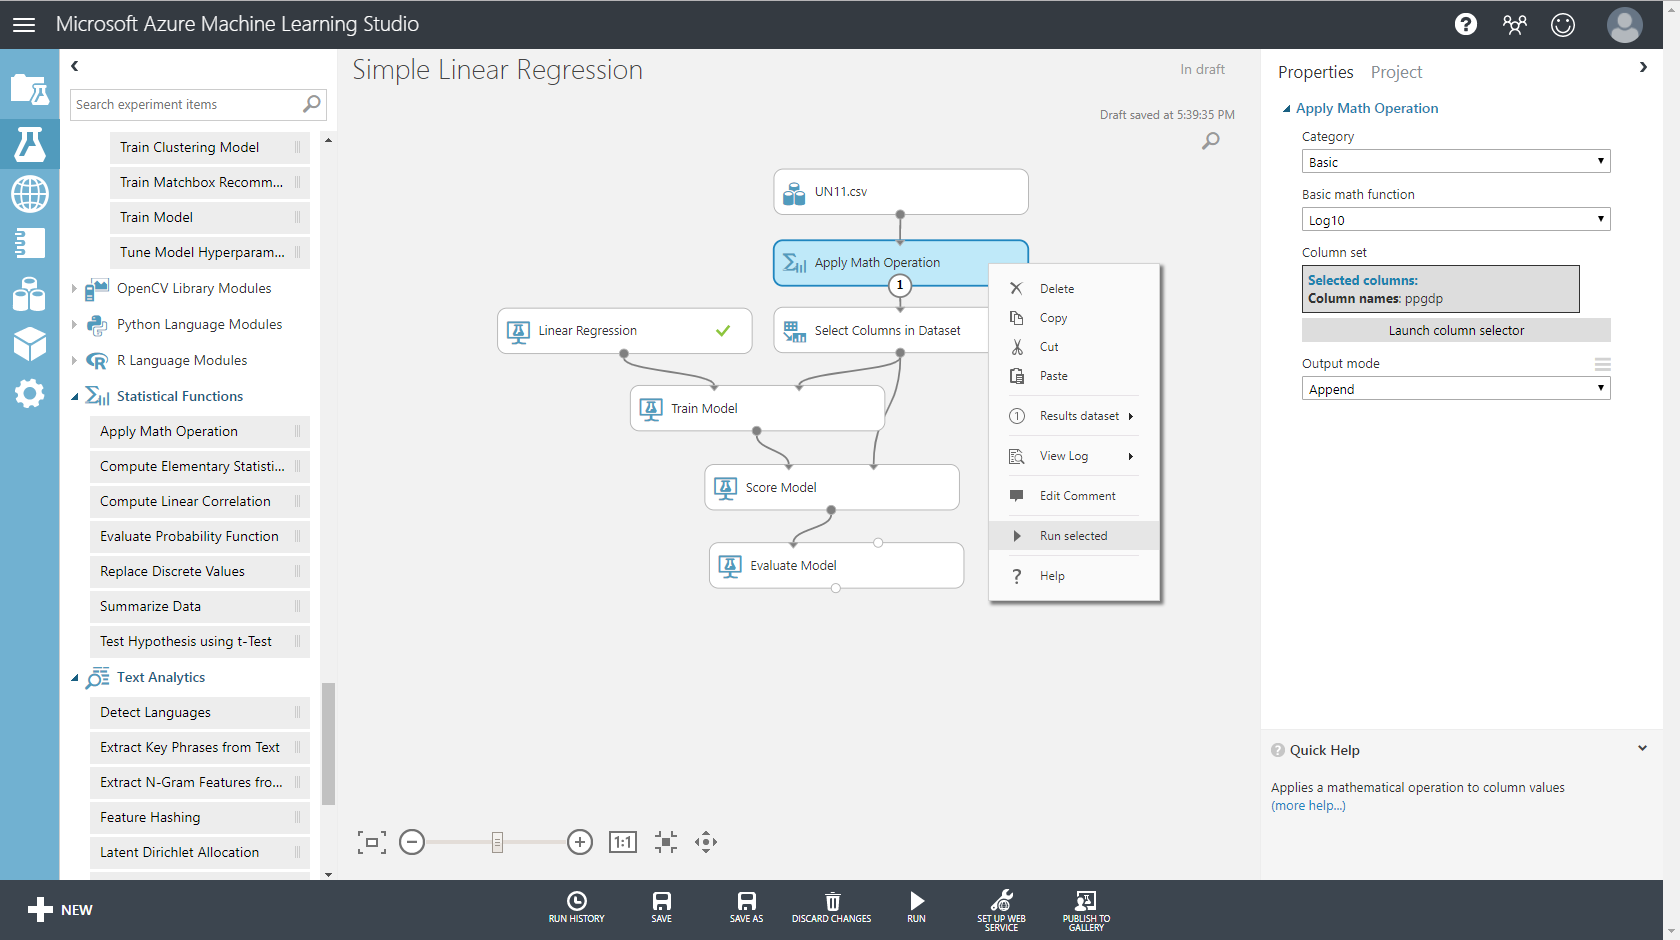 Microsoft Azure Machine Learning Studio
?
Search experiment items
Train Clustering Model
Train Matchbox Recomm...
Train Model
Tune Model Hyperparam...
OpenCV Library Modules
Python Language Modules
R Language Modules
Statistical Functions
Apply Math Operation
Compute Elementary Statisti...
Compute Linear Correlation
Evaluate Probability Function
Replace Discrete Values
Summarize Data
Test Hypothesis using t-Test
Text Analytics
Detect Languages
Extract Key Phrases from Text
Extract N-Gram Features fro...
Feature Hashing
Latent Dirichlet Allocation
Simple Linear Regression
In draft
Draft saved at 5:39:35 PM
UN11.csv
Apply Math Operation
1
Linear Regression
Select Columns in Dataset
Train Model
Score Model
Evaluate Model
Delete
Copy
Cut
Paste
1 Results dataset
View Log
Edit Comment
Run selected
? Help
1:1
Properties Project
Apply Math Operation
Category
Basic
Basic math function
Log10
Column set
Selected columns:
Column names: ppgdp
Launch column selector
Output mode
Append
? Quick Help
Applies a mathematical operation to column values
(more help...)
NEW
RUN HISTORY
SAVE
SAVE AS
DISCARD CHANGES
RUN
SET UP WEB
SERVICE
PUBLISH TO
GALLERY